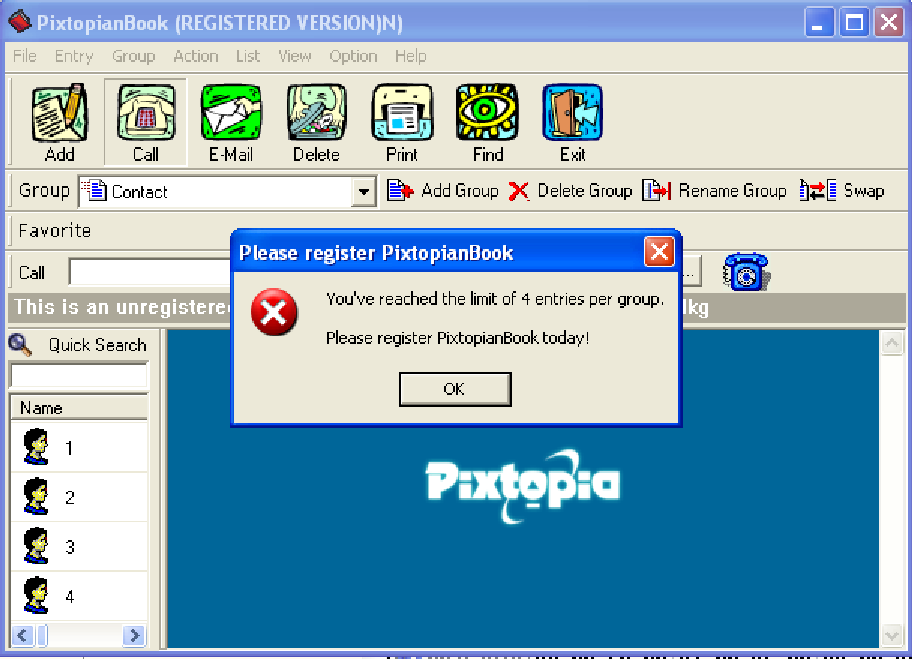 PixtopianBook (REGISTERED VERSION)N)
File Entry Group Action List View Option Help
Add Call E-Mail Delete Print Find Exit
Group Contact Add Group Delete Group Rename Group Swap
Favorite
Call ...
This is an unregistere lkg
Please register PixtopianBook
You've reached the limit of 4 entries per group.
Please register PixtopianBook today!
OK
Quick Search
Name
1
2
3
4
Pixtopia